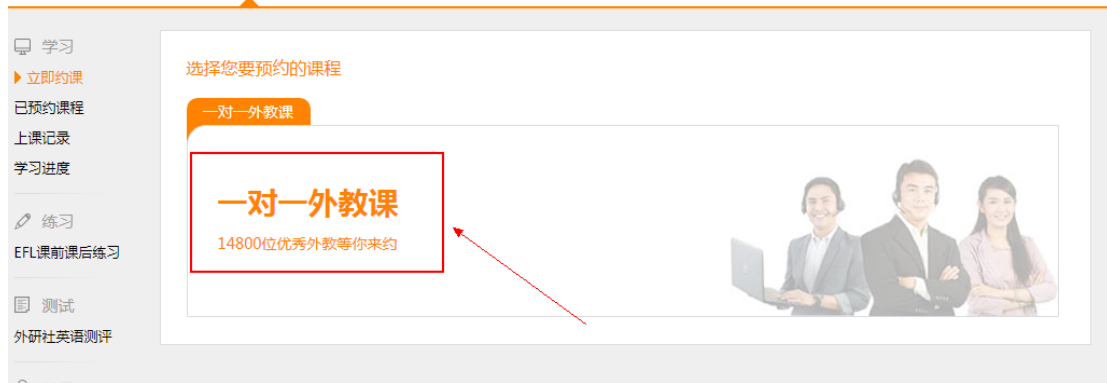 学习
立即约课
已预约课程
上课记录
学习进度
练习
EFL课前课后练习
测试
外研社英语测评
选择您要预约的课程
一对一外教课
一对一外教课
14800位优秀外教等你来约